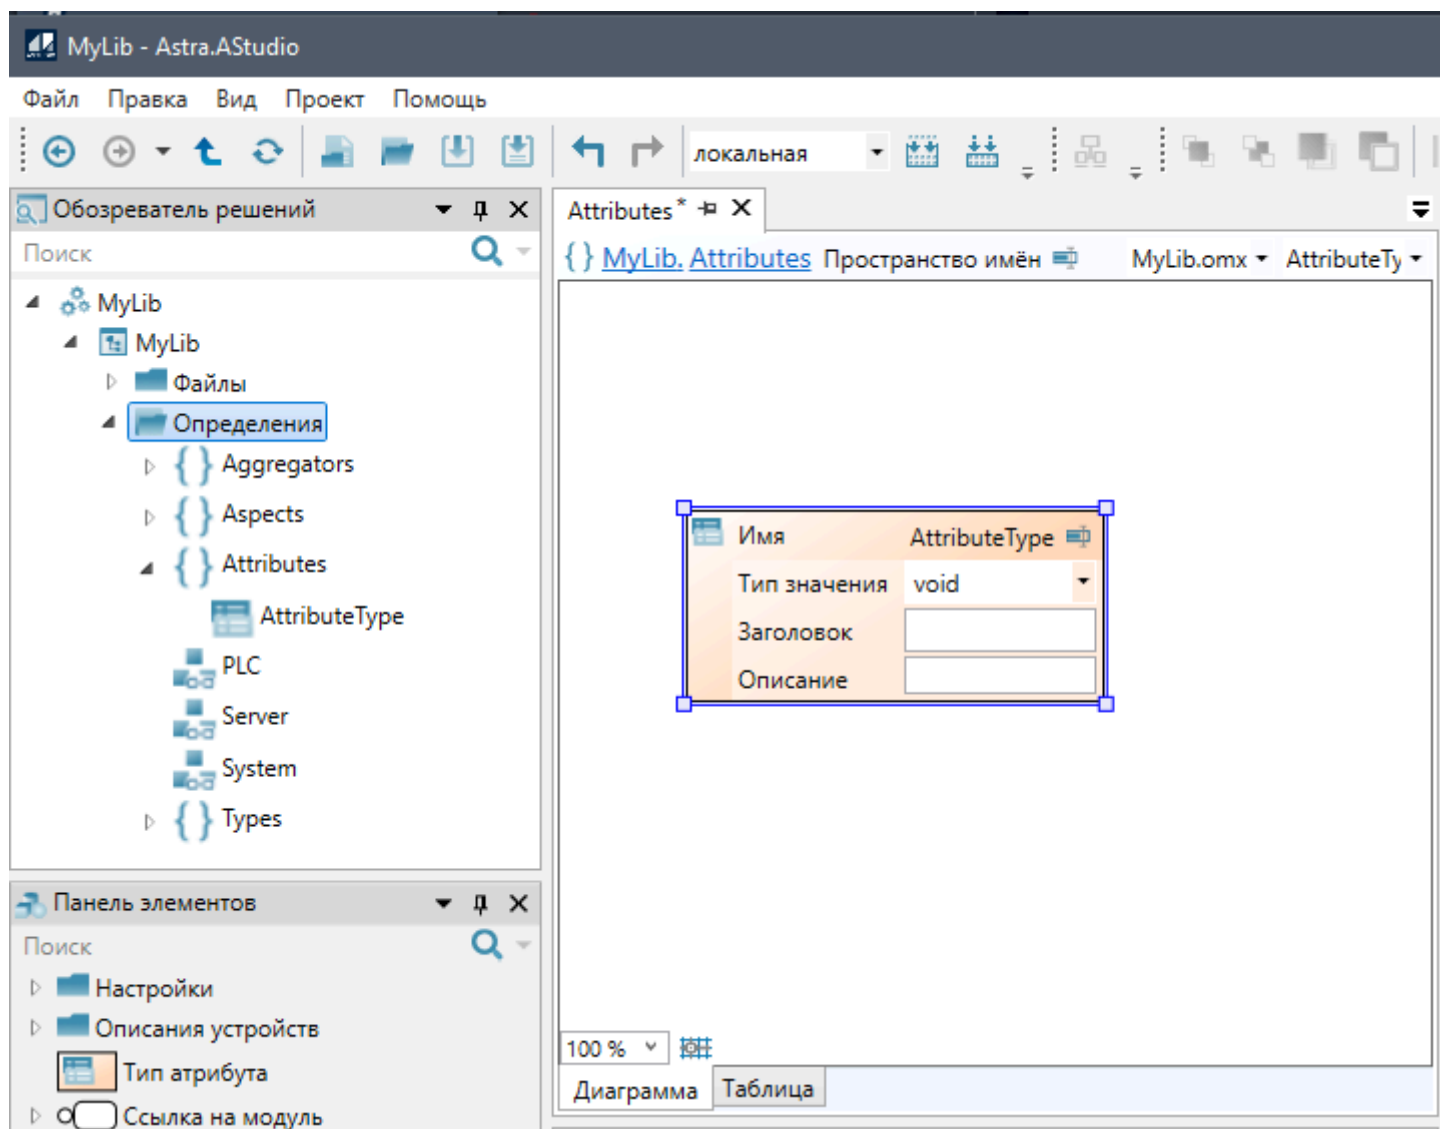 MyLib - Astra.AStudio
Файл Правка Вид Проект Помощь
локальная
Обозреватель решений
Поиск
MyLib
MyLib
Файлы
Определения
{ } Aggregators
{ } Aspects
{ } Attributes
AttributeType
PLC
Server
System
{ } Types
Панель элементов
Поиск
Настройки
Описания устройств
Тип атрибута
Ссылка на модуль
Attributes*
{ } MyLib. Attributes Пространство имён MyLib.omx AttributeTy
Имя AttributeType
Тип значения void
Заголовок
Описание
100 %
Диаграмма Таблица